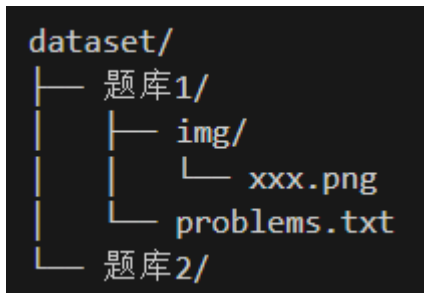 dataset/
├── 题库1/
│   ├── img/
│   │   └── xxx.png
│   └── problems.txt
└── 题库2/